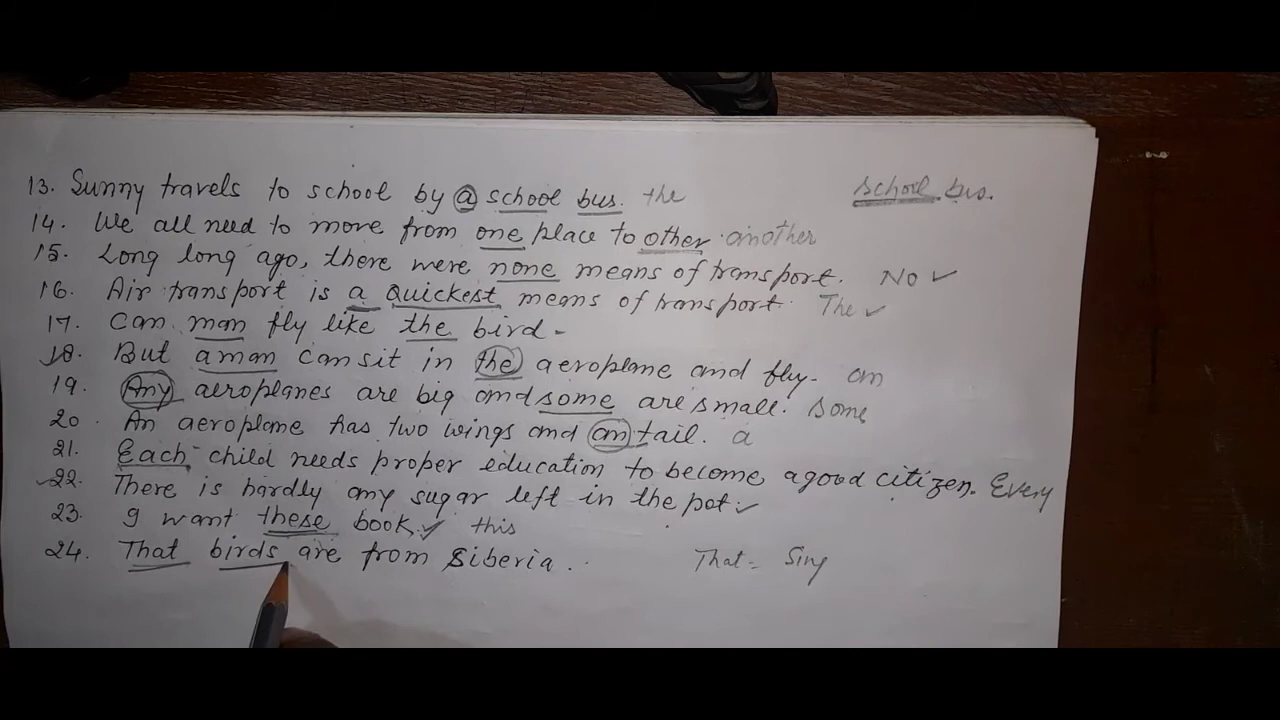 13. Sunny travels to school by a school bus. the school bus.
14. We all need to move from one place to other. another
15. Long long ago, there were none means of transport. No ✓
16. Air transport is a quickest means of transport. The ✓
17. Can man fly like the bird -
18. But a man can sit in the aeroplane and fly. an
19. Any aeroplanes are big and some are small. Some
20. An aeroplane has two wings and an tail. a
21. Each child needs proper education to become a good citizen. Every
22. There is hardly any sugar left in the pot ✓
23. I want these book. ✓ this
24. That birds are from Siberia. That = Sing